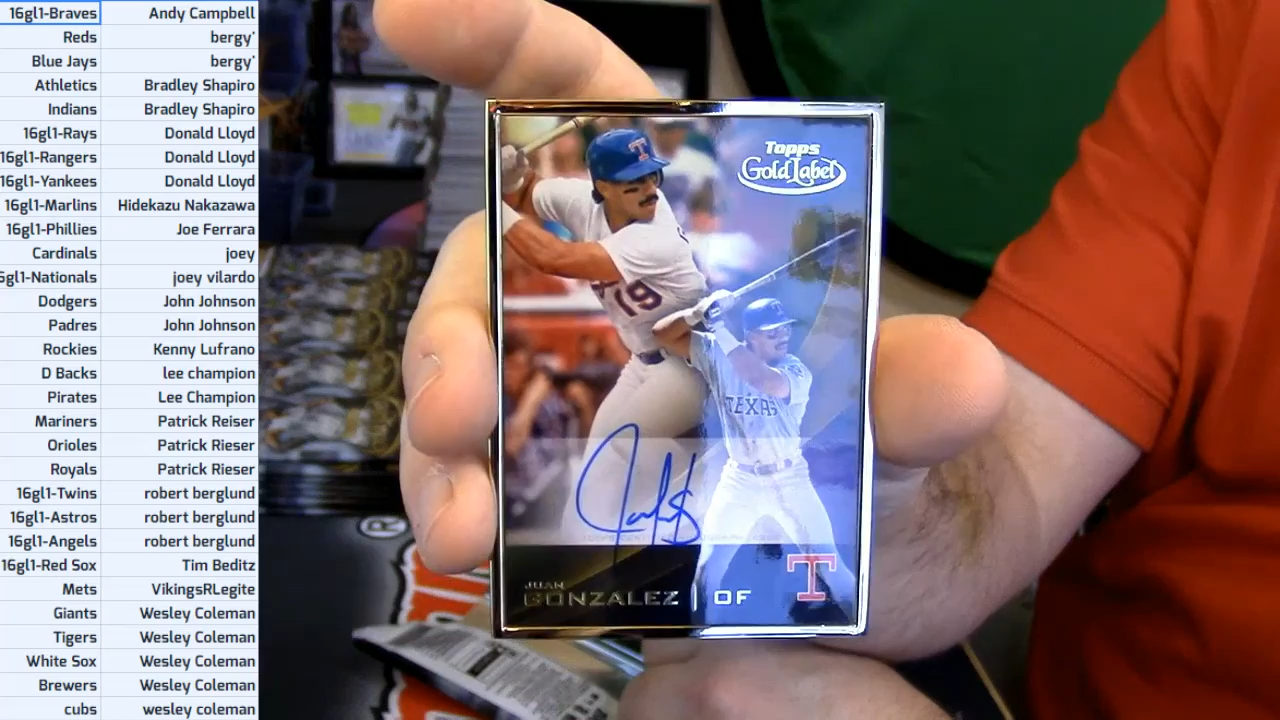 16gl1-Braves Andy Campbell
Reds bergy'
Blue Jays bergy'
Athletics Bradley Shapiro
Indians Bradley Shapiro
16gl1-Rays Donald Lloyd
16gl1-Rangers Donald Lloyd
16gl1-Yankees Donald Lloyd
16gl1-Marlins Hidekazu Nakazawa
16gl1-Phillies Joe Ferrara
Cardinals joey
6gl1-Nationals joey vilardo
Dodgers John Johnson
Padres John Johnson
Rockies Kenny Lufrano
D Backs lee champion
Pirates Lee Champion
Mariners Patrick Reiser
Orioles Patrick Rieser
Royals Patrick Rieser
16gl1-Twins robert berglund
16gl1-Astros robert berglund
16gl1-Angels robert berglund
16gl1-Red Sox Tim Beditz
Mets VikingsRLegite
Giants Wesley Coleman
Tigers Wesley Coleman
White Sox Wesley Coleman
Brewers Wesley Coleman
cubs wesley coleman
Topps
Gold Label
T
19
T
TEXAS
JUAN
GONZALEZ | OF
T
®